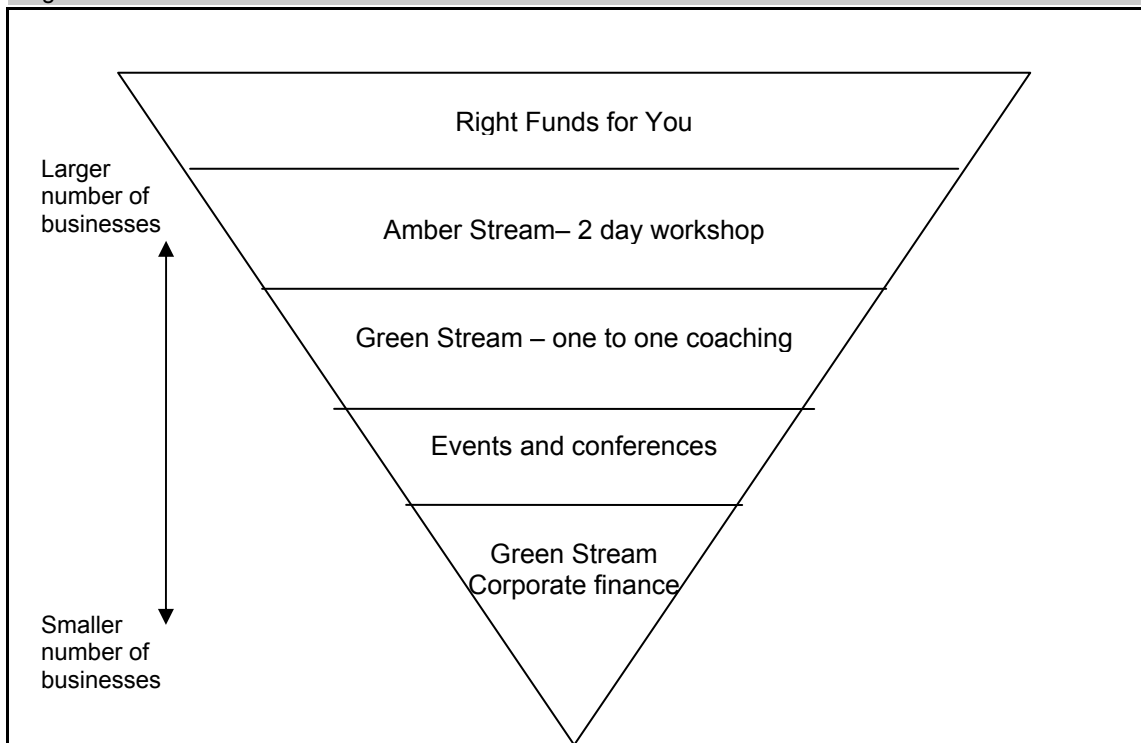 Right Funds for You
Larger
number of
businesses
Amber Stream– 2 day workshop
Green Stream – one to one coaching
Events and conferences
Green Stream
Corporate finance
Smaller
number of
businesses